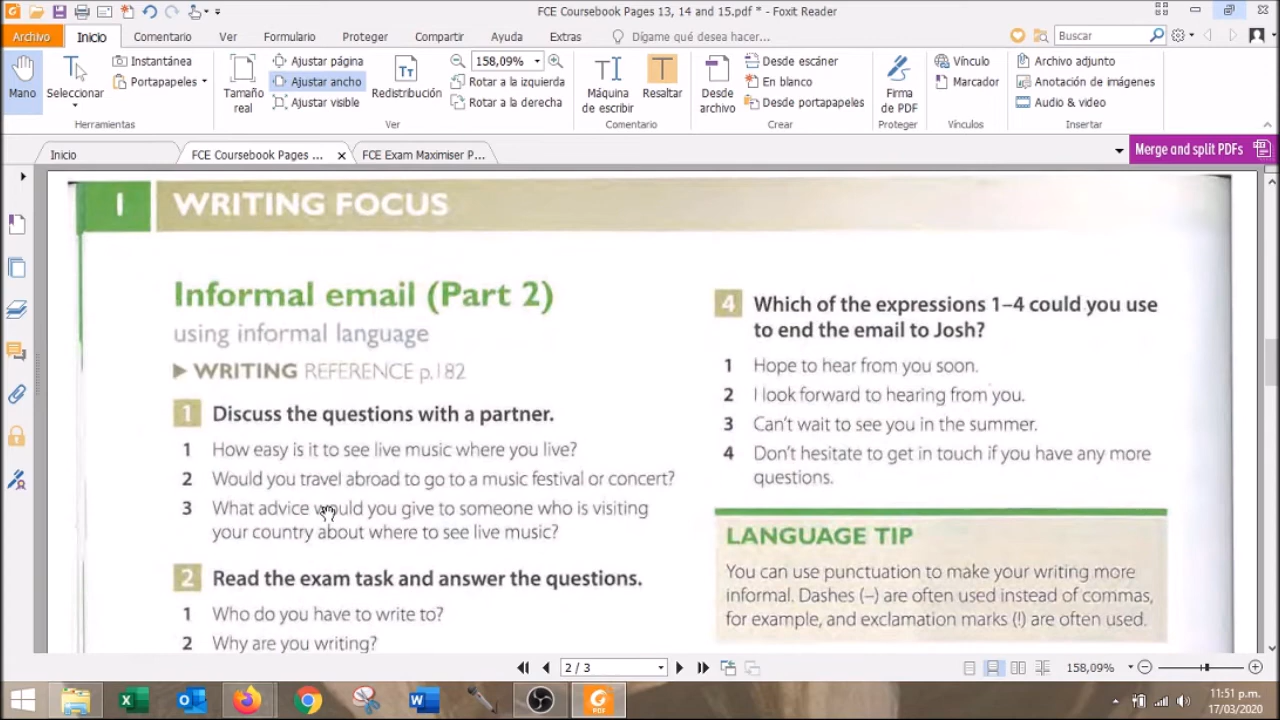 FCE Coursebook Pages 13, 14 and 15.pdf * - Foxit Reader
Archivo Inicio Comentario Ver Formulario Proteger Compartir Ayuda Extras Dígame qué desea hacer... Buscar
Mano
Seleccionar
Instantánea
Portapapeles
Herramientas
Tamaño real
Ajustar página
Ajustar ancho
Ajustar visible
Redistribución
158,09%
Rotar a la izquierda
Rotar a la derecha
Ver
Máquina de escribir
Resaltar
Comentario
Desde archivo
Desde escáner
En blanco
Desde portapapeles
Crear
Firma de PDF
Proteger
Vínculo
Marcador
Vínculos
Archivo adjunto
Anotación de imágenes
Audio & video
Insertar
Inicio FCE Coursebook Pages ... FCE Exam Maximiser P... Merge and split PDFs
1 WRITING FOCUS
Informal email (Part 2)
using informal language
▶ WRITING REFERENCE p.182
1 Discuss the questions with a partner.
1 How easy is it to see live music where you live?
2 Would you travel abroad to go to a music festival or concert?
3 What advice would you give to someone who is visiting
your country about where to see live music?
2 Read the exam task and answer the questions.
1 Who do you have to write to?
2 Why are you writing?
4 Which of the expressions 1–4 could you use
to end the email to Josh?
1 Hope to hear from you soon.
2 I look forward to hearing from you.
3 Can't wait to see you in the summer.
4 Don't hesitate to get in touch if you have any more
questions.
LANGUAGE TIP
You can use punctuation to make your writing more
informal. Dashes (–) are often used instead of commas,
for example, and exclamation marks (!) are often used.
2 / 3 158,09%
11:51 p.m.
17/03/2020